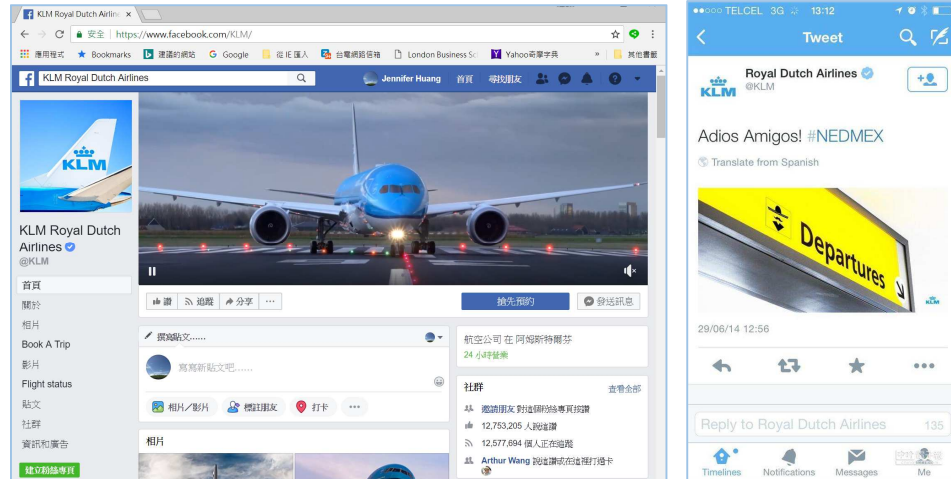 KLM Royal Dutch Airline
安全 https://www.facebook.com/KLM/
應用程式 Bookmarks 建議的網站 Google 從 IE 匯入 台電網路信箱 London Business Sc Yahoo奇摩字典 » 其他書籤
KLM Royal Dutch Airlines
Jennifer Huang 首頁 尋找朋友
KLM
KLM Royal Dutch
Airlines
@KLM
首頁
關於
相片
Book A Trip
影片
Flight status
貼文
社群
資訊和廣告
建立粉絲專頁
讚 追蹤 分享 ...
搶先預約 發送訊息
撰寫貼文......
寫寫新貼文吧......
相片／影片 標註朋友 打卡 ...
相片
航空公司 在 阿姆斯特爾芬
24 小時營業
社群 查看全部
邀請朋友 對這個粉絲專頁按讚
12,753,205 人說這讚
12,577,694 個人正在追蹤
Arthur Wang 說這讚或在這裡打過卡
TELCEL 3G 13:12
Tweet
Royal Dutch Airlines
@KLM
KLM
Adios Amigos! #NEDMEX
Translate from Spanish
Departures
KLM
29/06/14 12:56
Reply to Royal Dutch Airlines 135
Timelines Notifications Messages Me